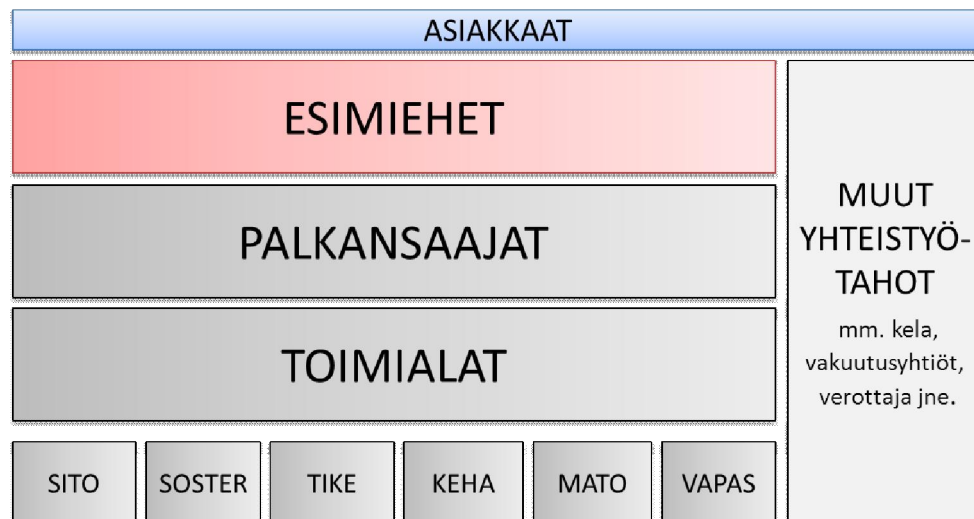 ASIAKKAAT
ESIMIEHET
PALKANSAAJAT
TOIMIALAT
SITO
SOSTER
TIKE
KEHA
MATO
VAPAS
MUUT
YHTEISTYÖ-
TAHOT
mm. kela,
vakuutusyhtiöt,
verottaja jne.